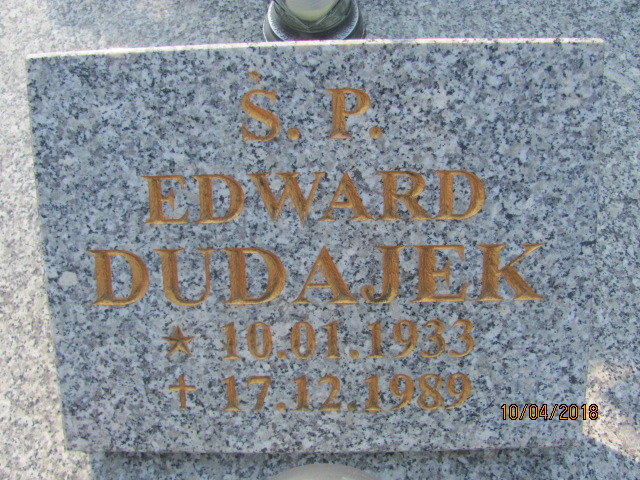 Ś. P.
EDWARD
DUDAJEK
* 10.01.1933
† 17.12.1989
10/04/2018